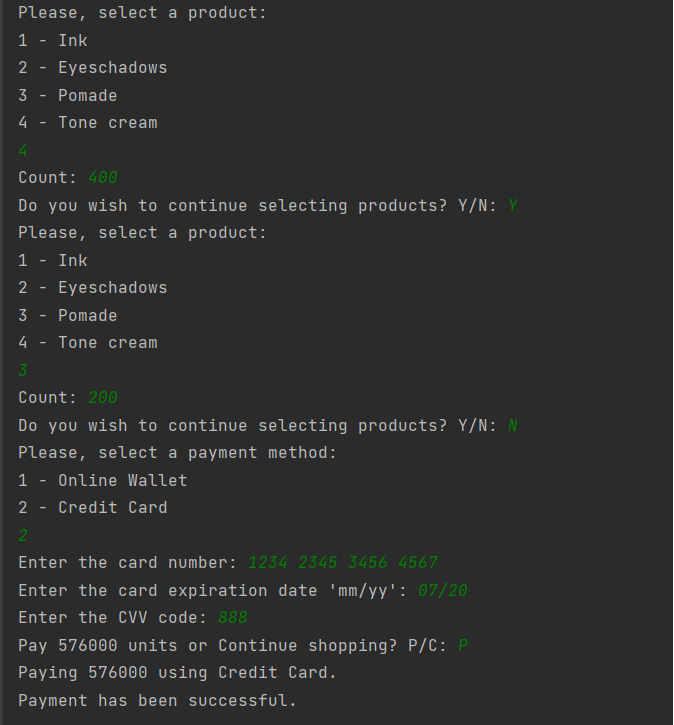 Please, select a product:
1 - Ink
2 - Eyeschadows
3 - Pomade
4 - Tone cream
4
Count: 400
Do you wish to continue selecting products? Y/N: Y
Please, select a product:
1 - Ink
2 - Eyeschadows
3 - Pomade
4 - Tone cream
3
Count: 200
Do you wish to continue selecting products? Y/N: N
Please, select a payment method:
1 - Online Wallet
2 - Credit Card
2
Enter the card number: 1234 2345 3456 4567
Enter the card expiration date 'mm/yy': 07/20
Enter the CVV code: 888
Pay 576000 units or Continue shopping? P/C: P
Paying 576000 using Credit Card.
Payment has been successful.